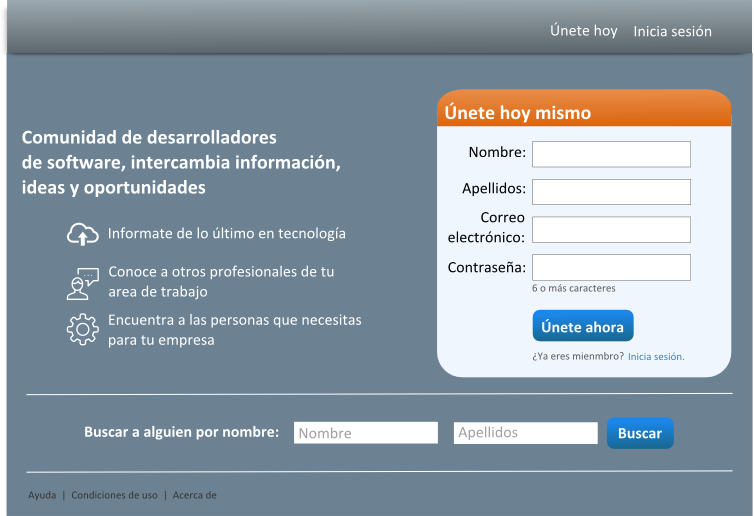 Únete hoy Inicia sesión
Comunidad de desarrolladores
de software, intercambia información,
ideas y oportunidades
Informate de lo último en tecnología
Conoce a otros profesionales de tu
area de trabajo
Encuentra a las personas que necesitas
para tu empresa
Únete hoy mismo
Nombre:
Apellidos:
Correo
electrónico:
Contraseña:
6 o más caracteres
Únete ahora
¿Ya eres mienmbro? Inicia sesión.
Buscar a alguien por nombre: Nombre Apellidos Buscar
Ayuda | Condiciones de uso | Acerca de